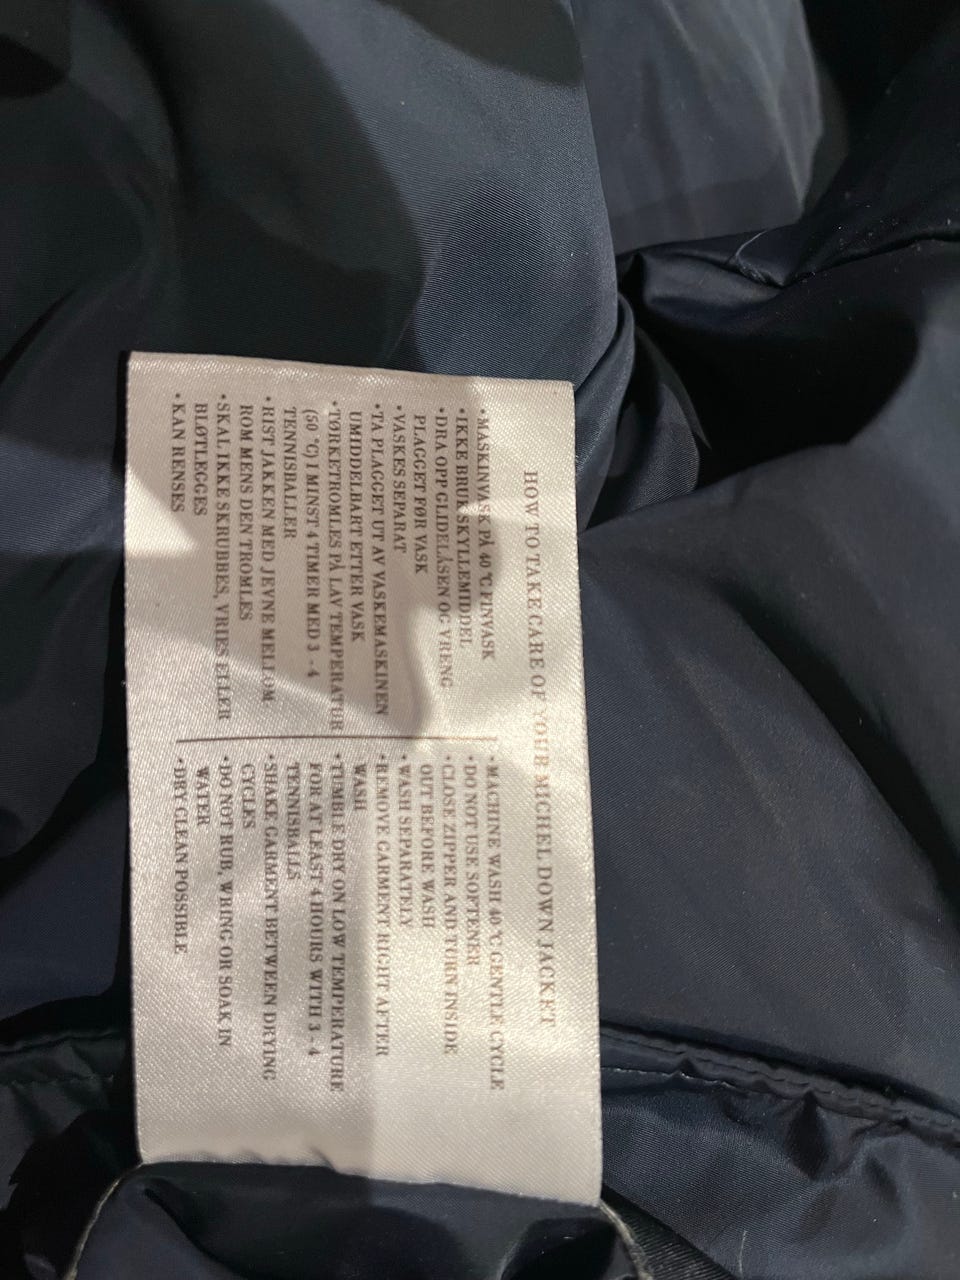 HOW TO TAKE CARE OF YOUR MICHEL DOWN JACKET
• MASKINVASK PÅ 40 °C FINVASK
• IKKE BRUK SKYLLEMIDDEL
• DRA OPP GLIDELÅSEN OG VRENG
PLAGGET FØR VASK
• VASKES SEPARAT
• TA PLAGGET UT AV VASKEMASKINEN
UMIDDELBART ETTER VASK
• TØRKETROMLES PÅ LAV TEMPERATUR
(50 °C) I MINST 4 TIMER MED 3 - 4
TENNISBALLER
• RIST JAKKEN MED JEVNE MELLOM
ROM MENS DEN TROMLES
• SKAL IKKE SKRUBBES, VRIES ELLER
BLØTLEGGES
• KAN RENSES
• MACHINE WASH 40 °C GENTLE CYCLE
• DO NOT USE SOFTENER
• CLOSE ZIPPER AND TURN INSIDE
OUT BEFORE WASH
• WASH SEPARATELY
• REMOVE GARMENT RIGHT AFTER
WASH
• TUMBLE DRY ON LOW TEMPERATURE
FOR AT LEAST 4 HOURS WITH 3 - 4
TENNISBALLS
• SHAKE GARMENT BETWEEN DRYING
CYCLES
• DO NOT RUB, WRING OR SOAK IN
WATER
• DRY CLEAN POSSIBLE